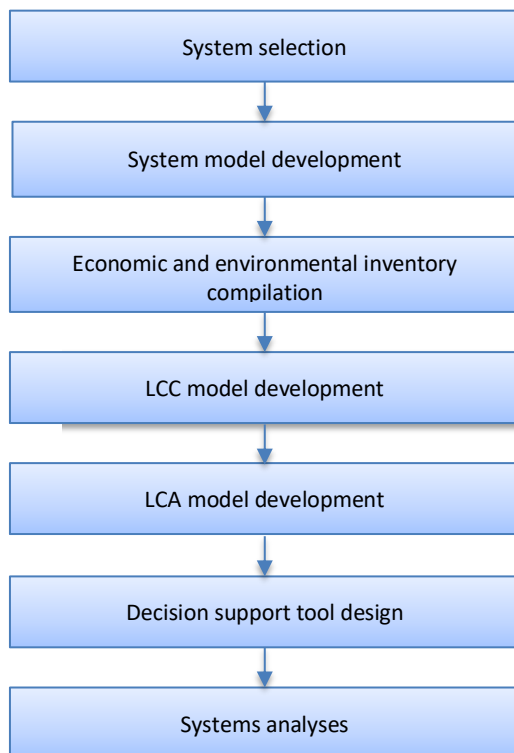 System selection
System model development
Economic and environmental inventory
compilation
LCC model development
LCA model development
Decision support tool design
Systems analyses